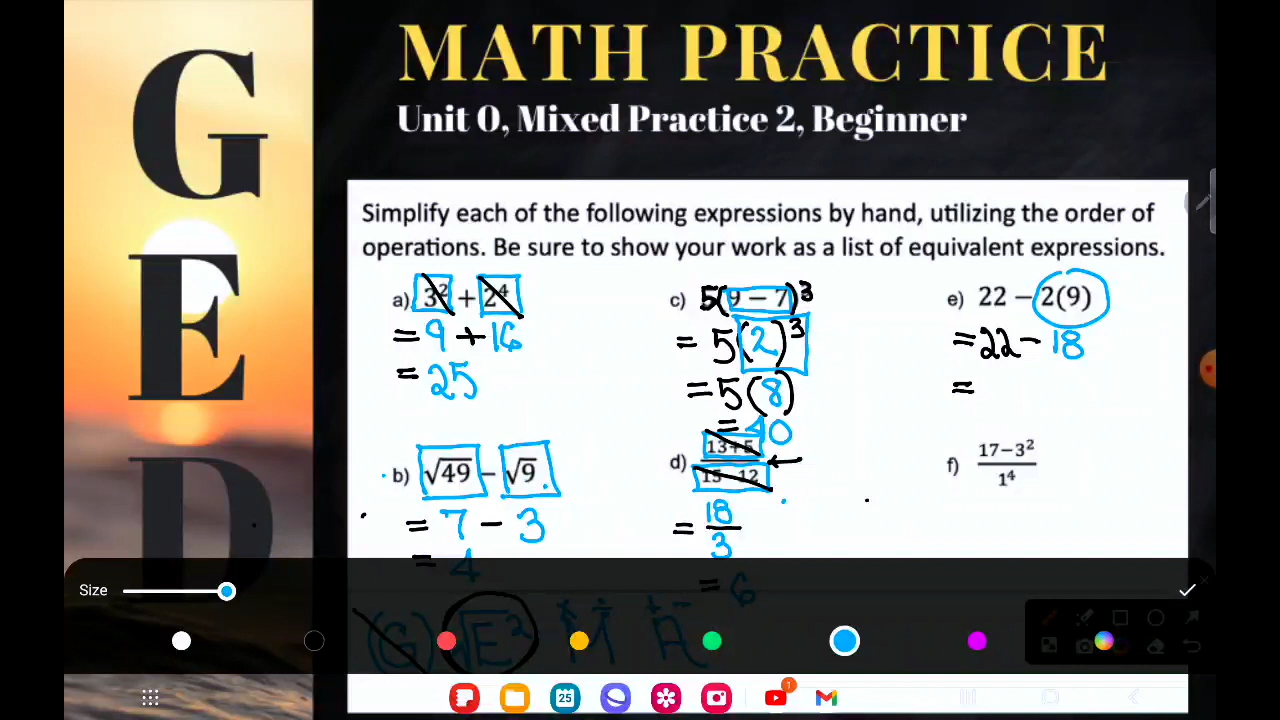 G
E
D
MATH PRACTICE
Unit 0, Mixed Practice 2, Beginner
Simplify each of the following expressions by hand, utilizing the order of
operations. Be sure to show your work as a list of equivalent expressions.
a) 3² + 2⁴
= 9 + 16
= 25
b) √49 − √9
= 7 − 3
= 4
c) 5(9 − 7)³
= 5(2)³
= 5(8)
= 40
d) 13+5
15−12
= 18
3
= 6
e) 22 − 2(9)
= 22 − 18
=
f) 17−3²
1⁴
(G) √E² M A
× ÷ + −
Size
25
1